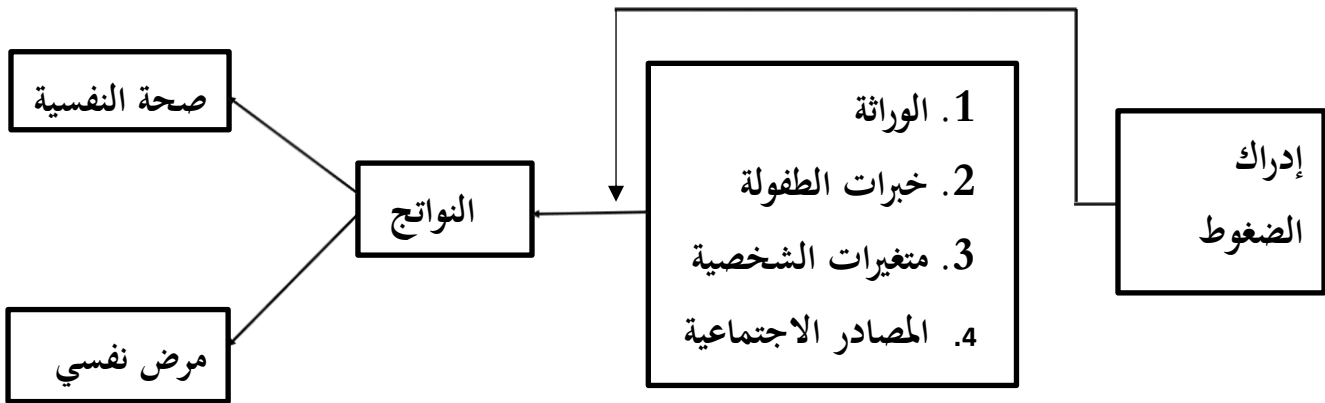 إدراك
الضغوط
1. الوراثة
2. خبرات الطفولة
3. متغيرات الشخصية
4. المصادر الاجتماعية
النواتج
صحة النفسية
مرض نفسي